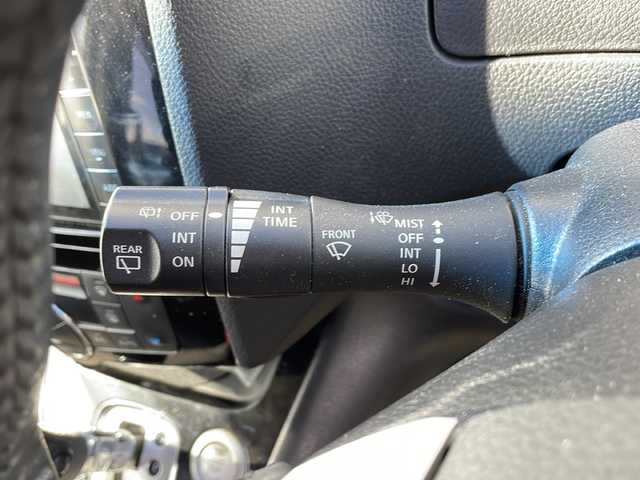 OFF
INT
ON
REAR
INT
TIME
FRONT
MIST
OFF
INT
LO
HI